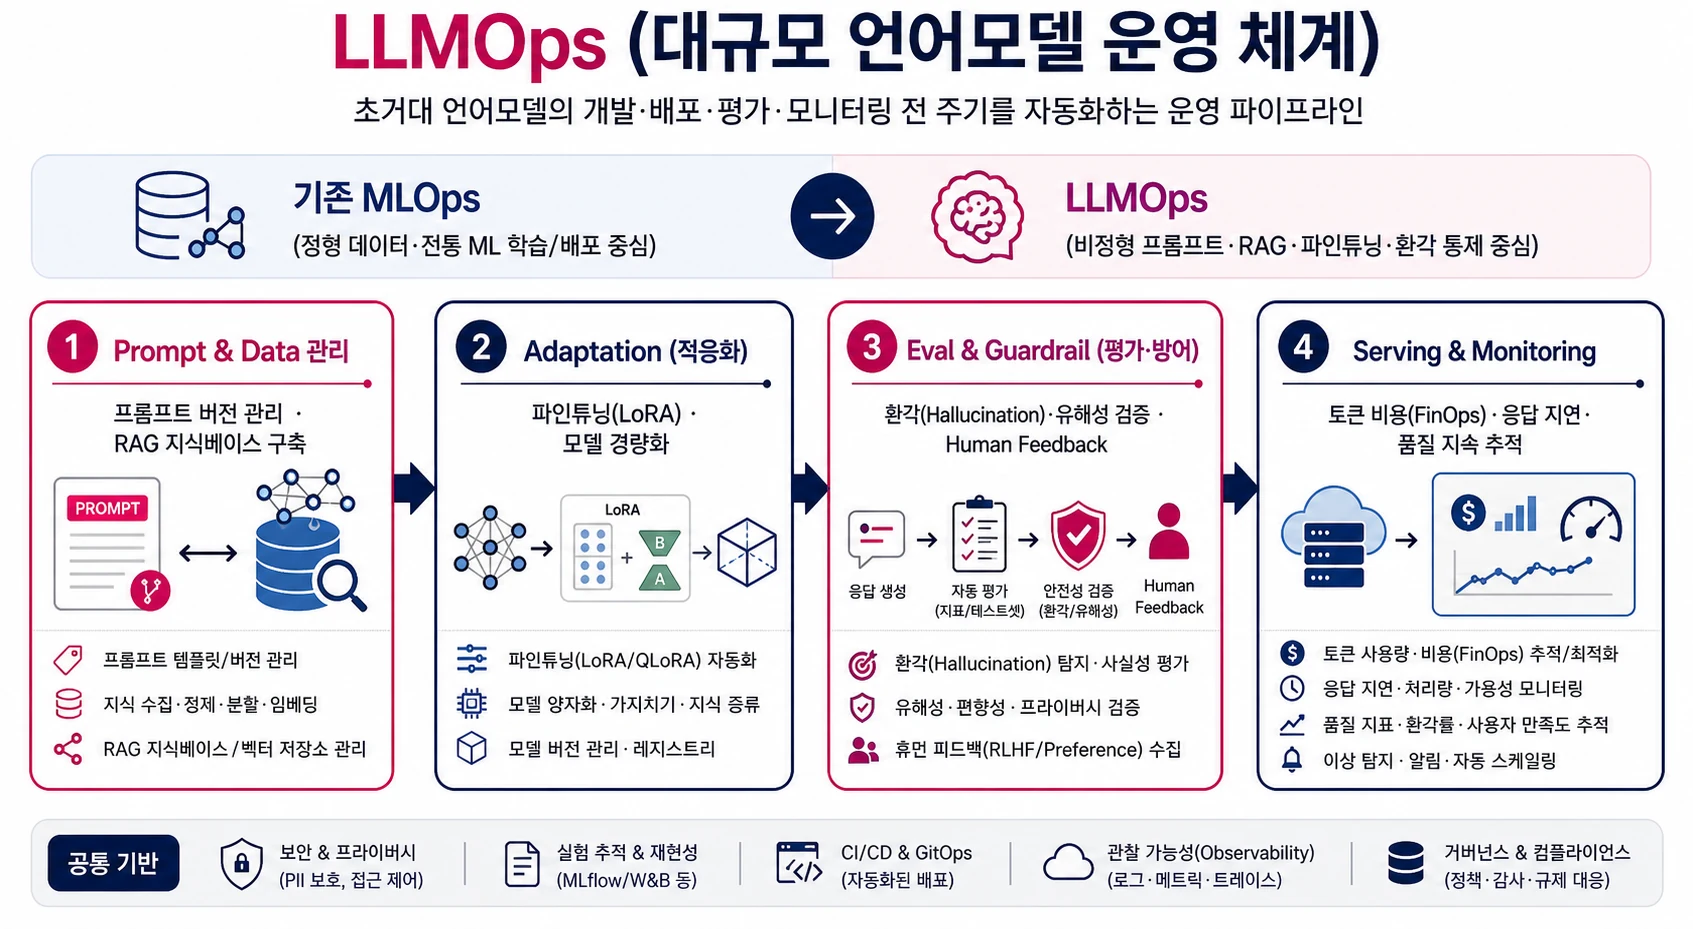 LLMOps (대규모 언어모델 운영 체계)
초거대 언어모델의 개발·배포·평가·모니터링 전 주기를 자동화하는 운영 파이프라인
기존 MLOps
(정형 데이터·전통 ML 학습/배포 중심)
LLMOps
(비정형 프롬프트·RAG·파인튜닝·환각 통제 중심)
1 Prompt & Data 관리
프롬프트 버전 관리 ·
RAG 지식베이스 구축
PROMPT
프롬프트 템플릿/버전 관리
지식 수집·정제·분할·임베딩
RAG 지식베이스/벡터 저장소 관리
2 Adaptation (적응화)
파인튜닝(LoRA) ·
모델 경량화
LoRA
B
+
A
파인튜닝(LoRA/QLoRA) 자동화
모델 양자화·가지치기·지식 증류
모델 버전 관리·레지스트리
3 Eval & Guardrail (평가·방어)
환각(Hallucination)·유해성 검증 ·
Human Feedback
응답 생성
자동 평가
(지표/테스트셋)
안전성 검증
(환각/유해성)
Human
Feedback
환각(Hallucination) 탐지·사실성 평가
유해성·편향성·프라이버시 검증
휴먼 피드백(RLHF/Preference) 수집
4 Serving & Monitoring
토큰 비용(FinOps)·응답 지연·
품질 지속 추적
$
$ 토큰 사용량·비용(FinOps) 추적/최적화
응답 지연·처리량·가용성 모니터링
품질 지표·환각률·사용자 만족도 추적
이상 탐지·알림·자동 스케일링
공통 기반
보안 & 프라이버시
(PII 보호, 접근 제어)
실험 추적 & 재현성
(MLflow/W&B 등)
</>
CI/CD & GitOps
(자동화된 배포)
관찰 가능성(Observability)
(로그·메트릭·트레이스)
거버넌스 & 컴플라이언스
(정책·감사·규제 대응)